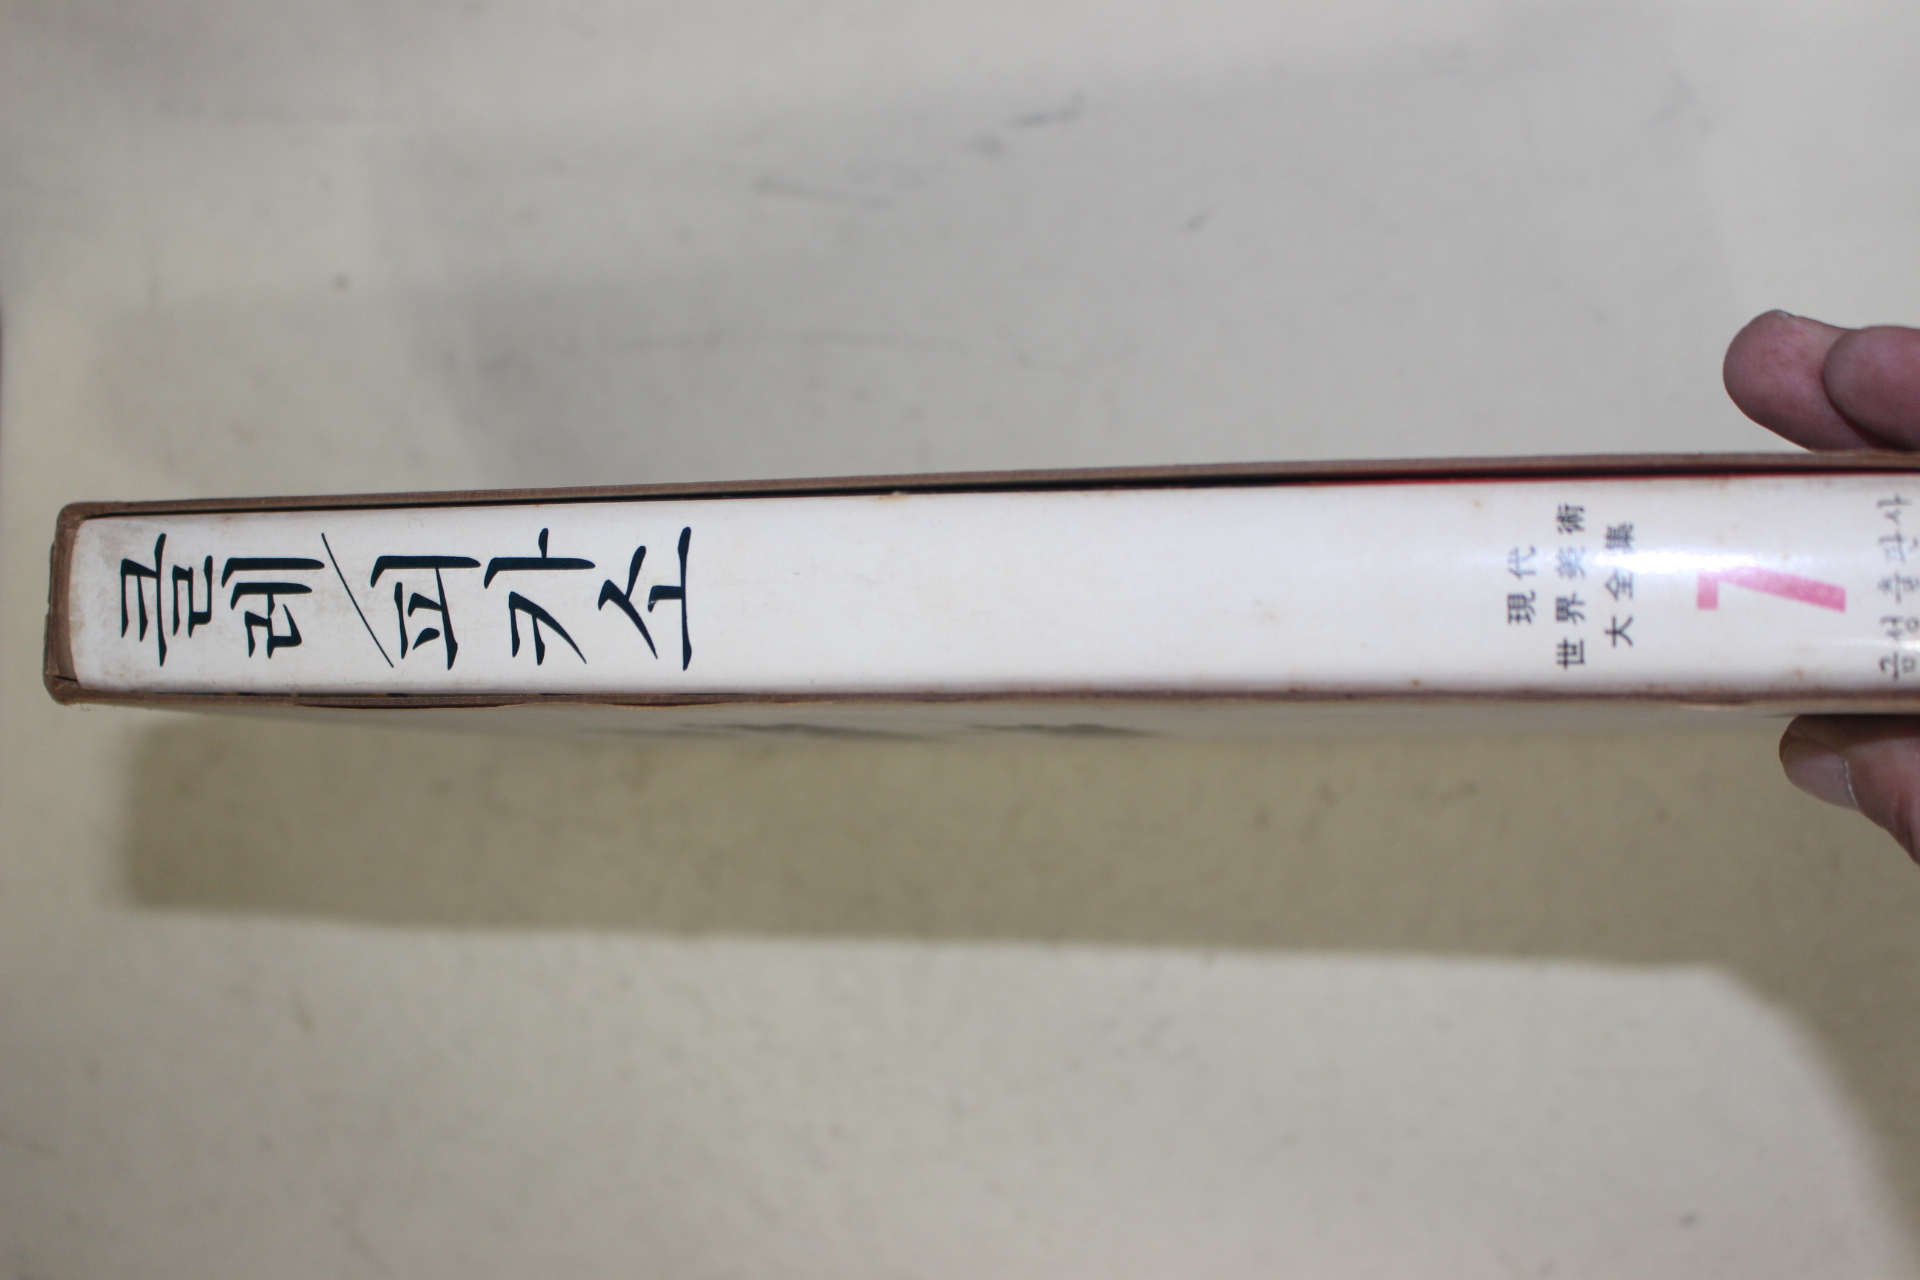 클레/피카소
現代
世界美術
大全集
7
금성출판사